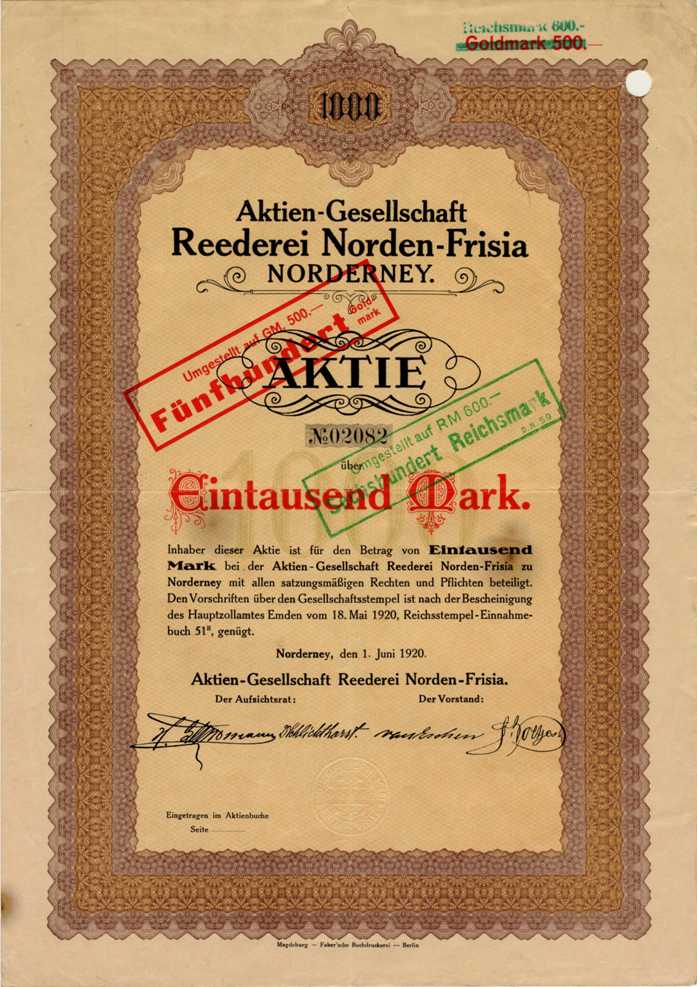 Reichsmark 600.-
Goldmark 500.—
1000
Aktien-Gesellschaft
Reederei Norden-Frisia
NORDERNEY.
Umgestellt auf GM. 500.—
Fünfhundert Gold-
mark
AKTIE
№02082
Umgestellt auf RM 600.—
Sechshundert Reichsmark
über
1000
Eintausend Mark.
Inhaber dieser Aktie ist für den Betrag von Eintausend
Mark bei der Aktien-Gesellschaft Reederei Norden-Frisia zu
Norderney mit allen satzungsmäßigen Rechten und Pflichten beteiligt.
Den Vorschriften über den Gesellschaftsstempel ist nach der Bescheinigung
des Hauptzollamtes Emden vom 18. Mai 1920, Reichsstempel-Einnahme-
buch 51ª, genügt.
Norderney, den 1. Juni 1920.
Aktien-Gesellschaft Reederei Norden-Frisia.
Der Aufsichtsrat: Der Vorstand:
Eingetragen im Aktienbuche
Seite
Magdeburg — Faber'sche Buchdruckerei — Berlin